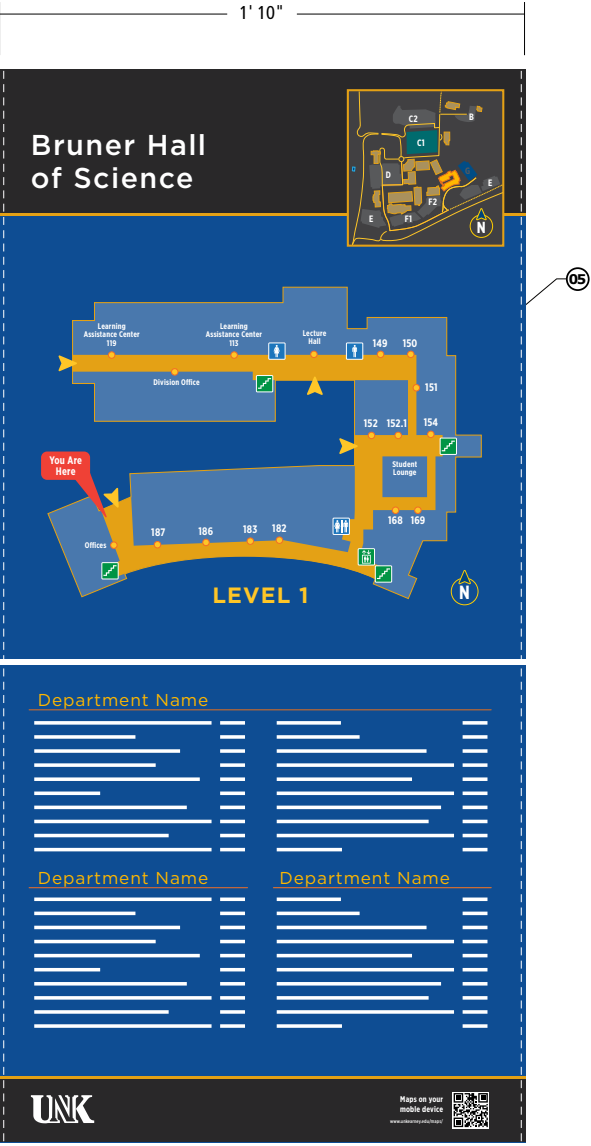 1' 10"
Bruner Hall
of Science
C2
B
C1
D
G
E
F2
E
F1
N
05
Learning
Assistance Center
119
Learning
Assistance Center
113
Lecture
Hall
149
150
Division Office
151
152
152.1
154
You Are
Here
Student
Lounge
168
169
187
186
183
182
Offices
LEVEL 1
N
Department Name
Department Name
Department Name
UNK
Maps on your
moble device
www.unkearney.edu/maps/